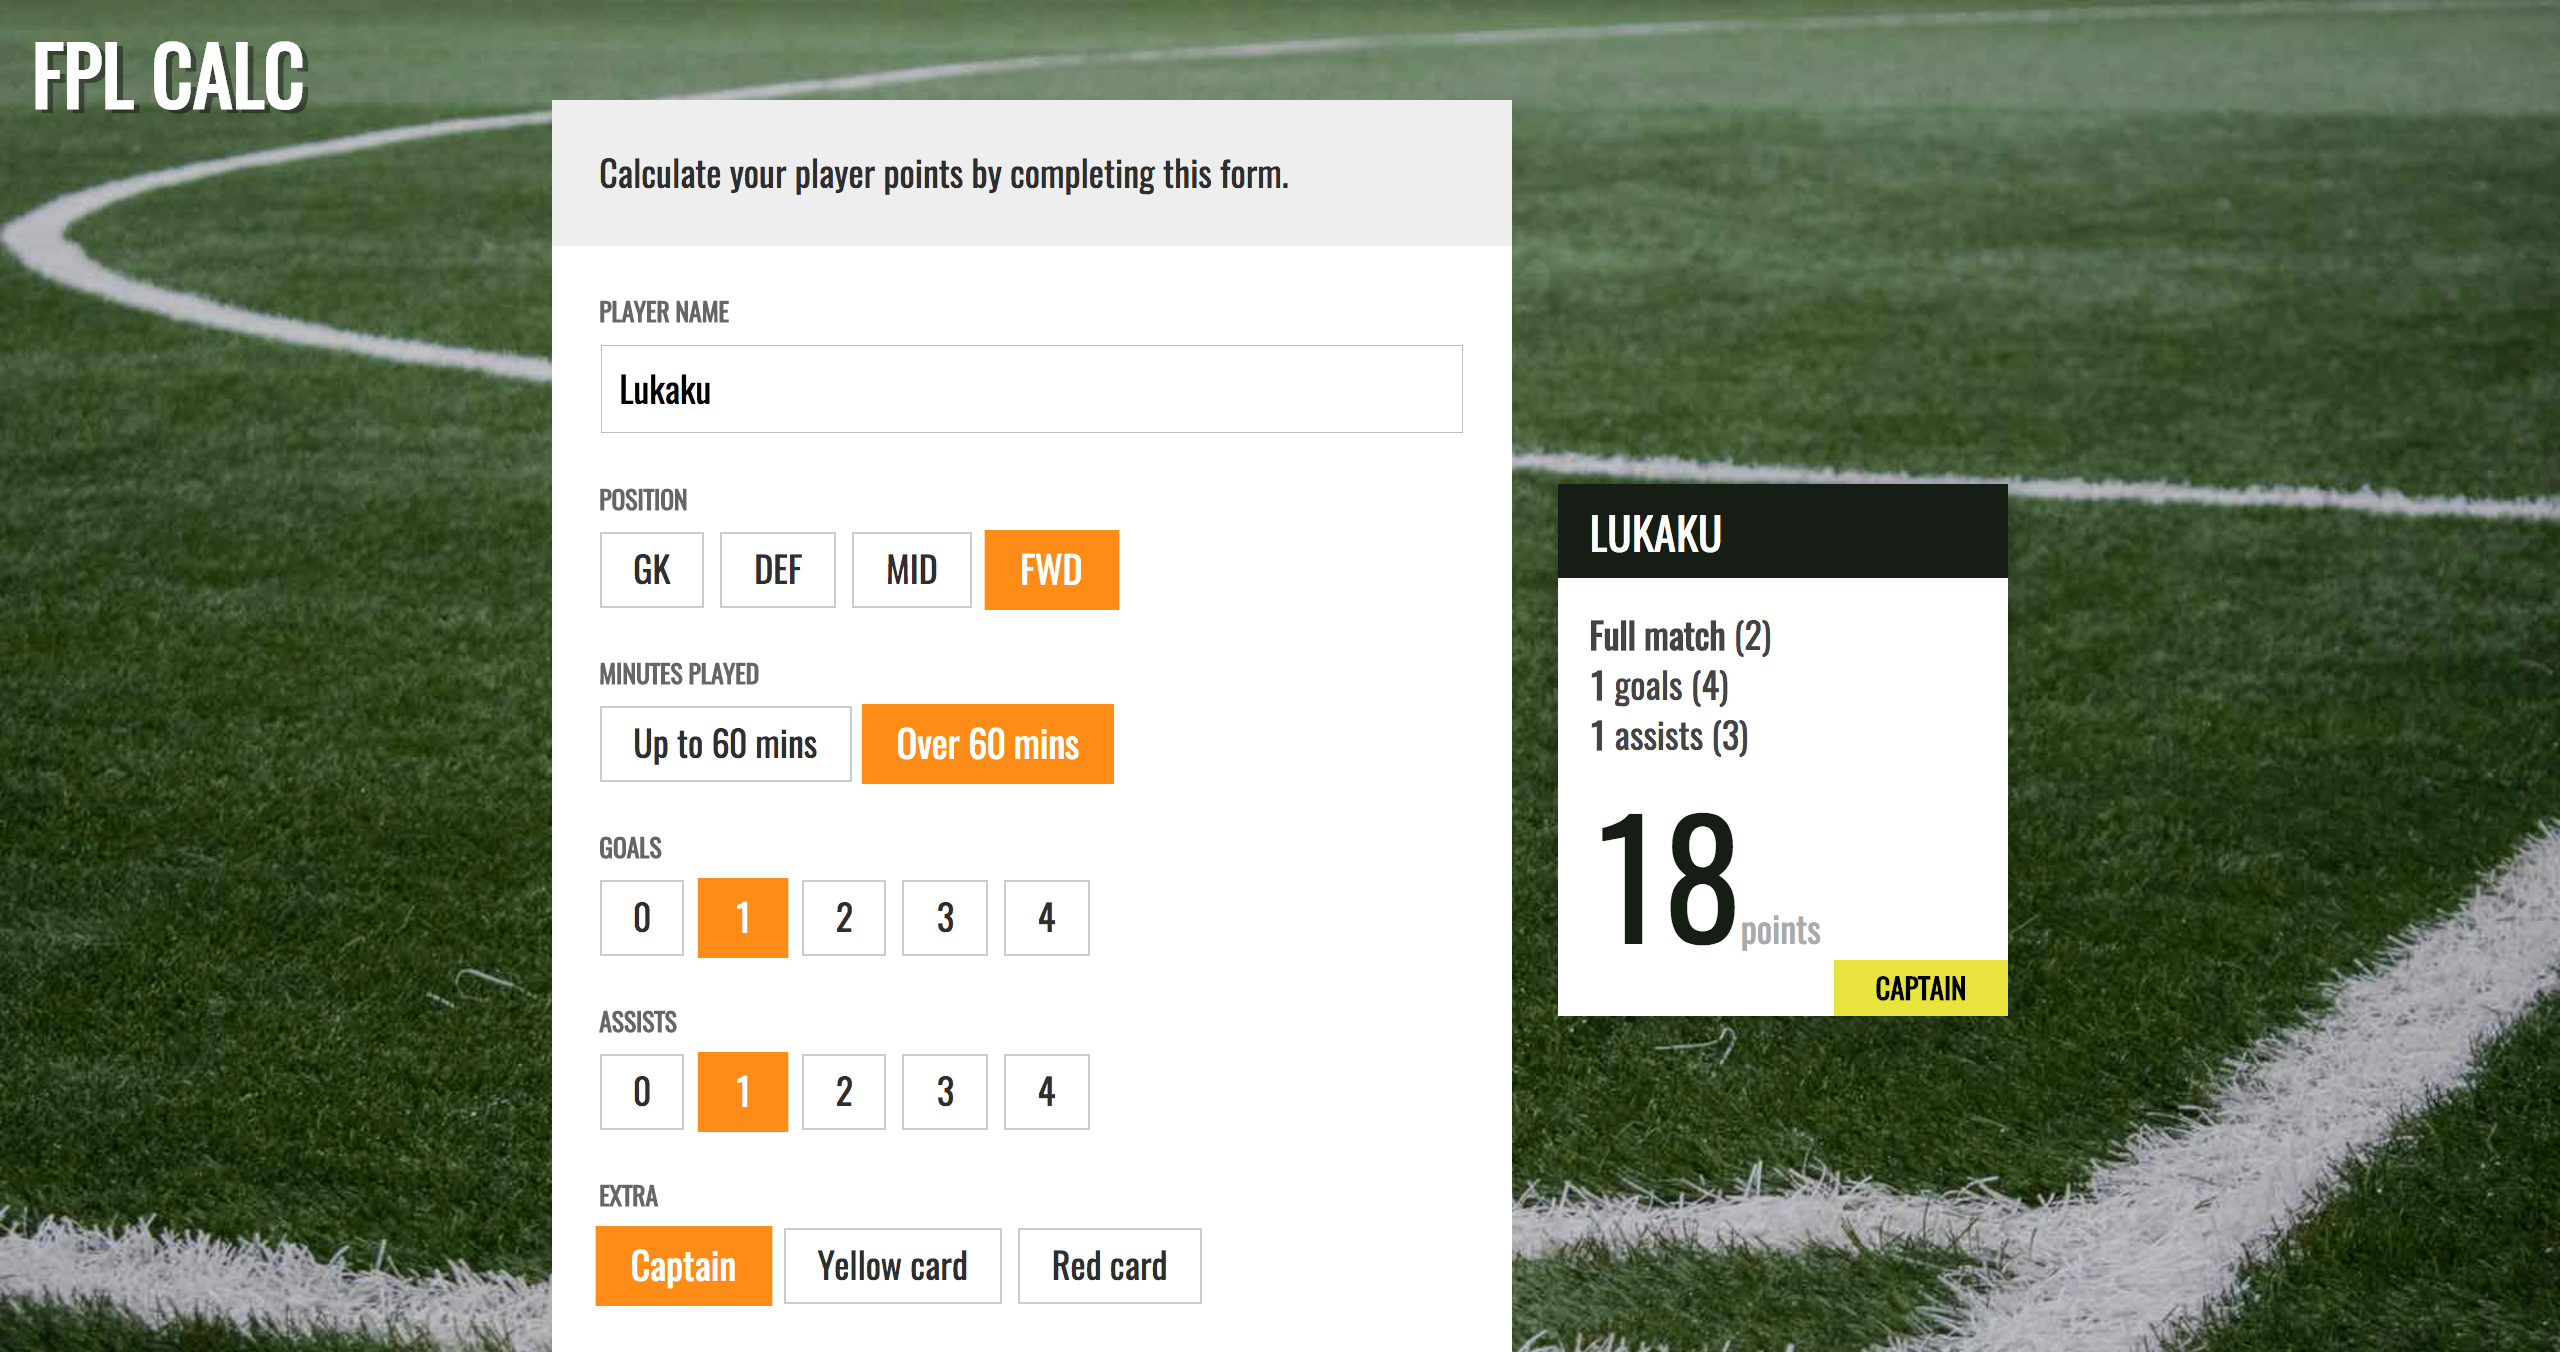 FPL CALC
Calculate your player points by completing this form.
PLAYER NAME
Lukaku
POSITION
GK DEF MID FWD
MINUTES PLAYED
Up to 60 mins Over 60 mins
GOALS
0 1 2 3 4
ASSISTS
0 1 2 3 4
EXTRA
Captain Yellow card Red card
LUKAKU
Full match (2)
1 goals (4)
1 assists (3)
18 points
CAPTAIN